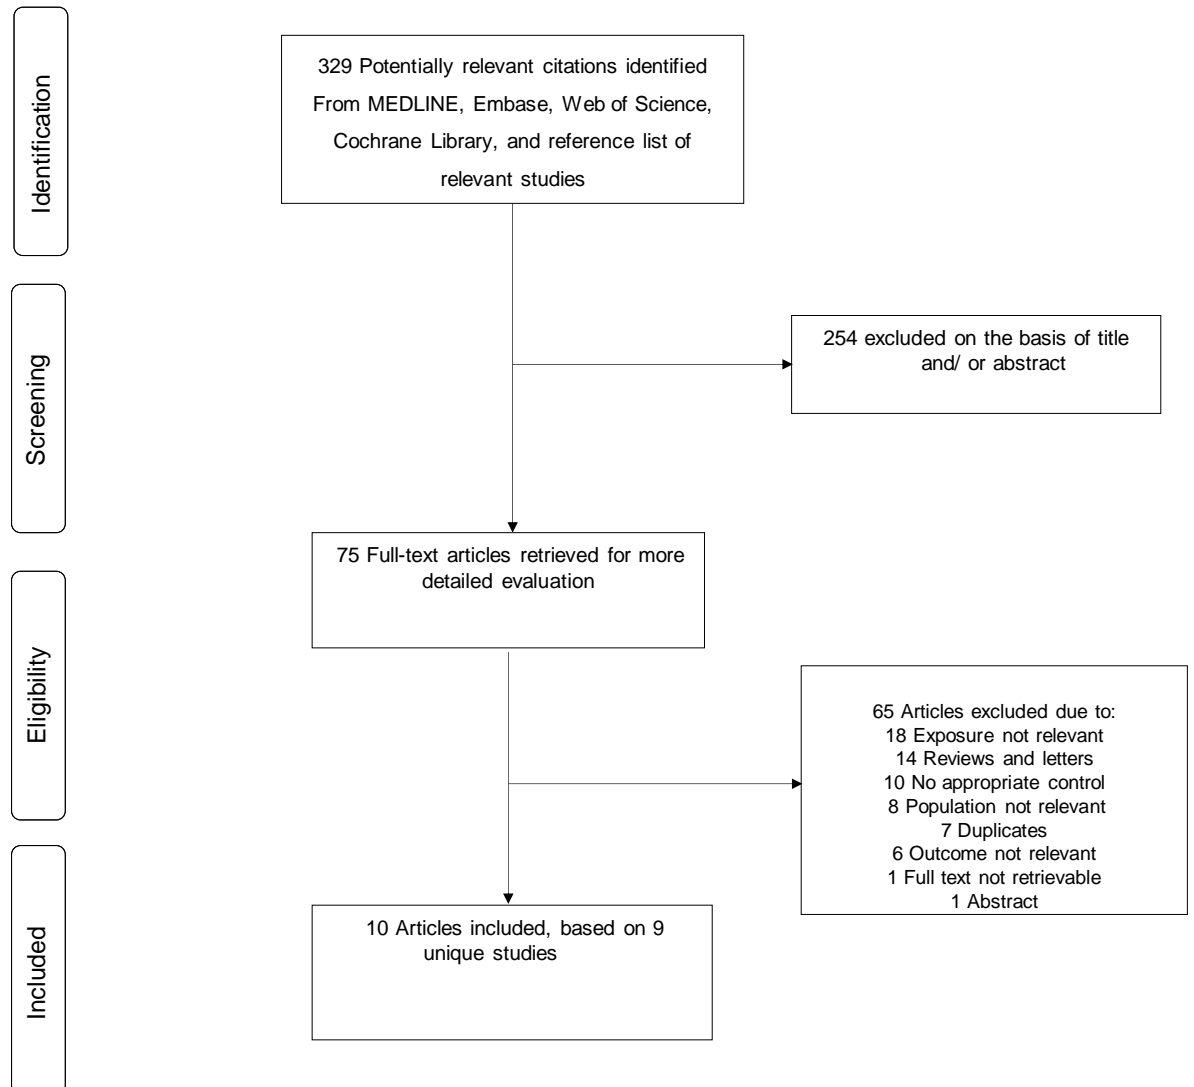 Identification
329 Potentially relevant citations identified
From MEDLINE, Embase, Web of Science,
Cochrane Library, and reference list of
relevant studies
Screening
254 excluded on the basis of title
and/ or abstract
75 Full-text articles retrieved for more
detailed evaluation
Eligibility
65 Articles excluded due to:
18 Exposure not relevant
14 Reviews and letters
10 No appropriate control
8 Population not relevant
7 Duplicates
6 Outcome not relevant
1 Full text not retrievable
1 Abstract
Included
10 Articles included, based on 9
unique studies